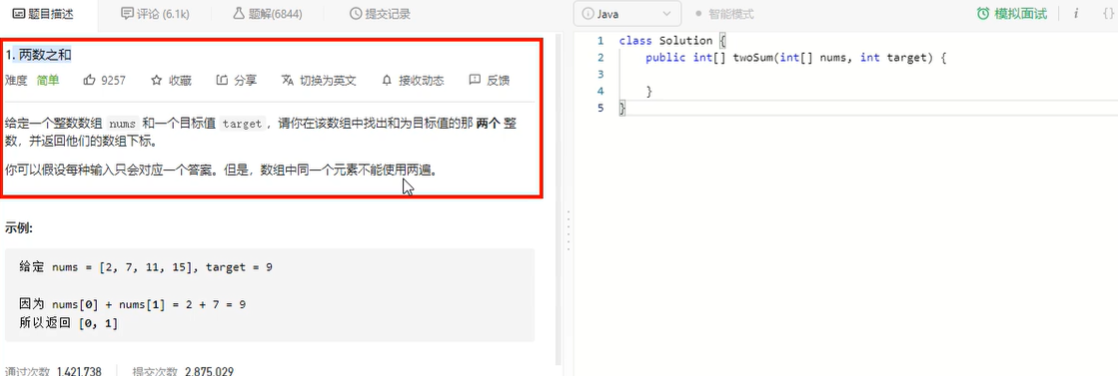 题目描述 评论 (6.1k) 题解(6844) 提交记录
1. 两数之和
难度 简单 9257 收藏 分享 切换为英文 接收动态 反馈
给定一个整数数组 nums 和一个目标值 target，请你在该数组中找出和为目标值的那 两个 整
数，并返回他们的数组下标。
你可以假设每种输入只会对应一个答案。但是，数组中同一个元素不能使用两遍。
示例:
给定 nums = [2, 7, 11, 15], target = 9
因为 nums[0] + nums[1] = 2 + 7 = 9
所以返回 [0, 1]
通过次数 1,421,738 提交次数 2,875,029
Java 智能模式 模拟面试 i {}
1 class Solution {
2 public int[] twoSum(int[] nums, int target) {
3
4 }
5 }